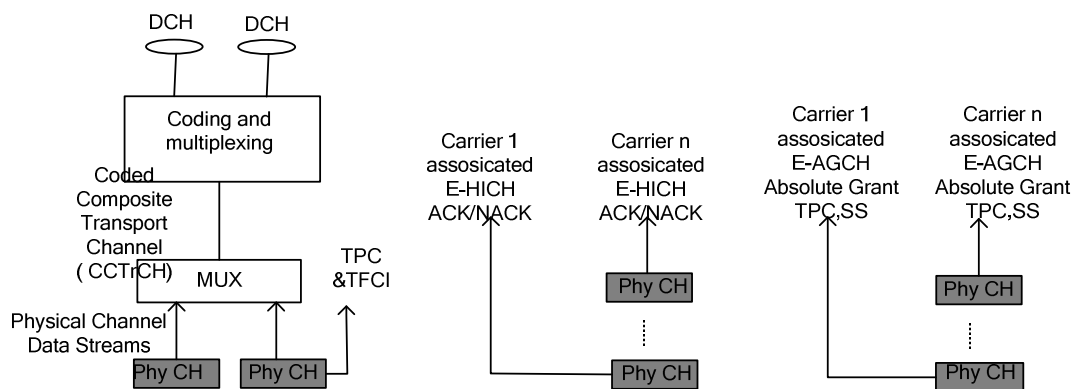 DCH
DCH
Coding and
multiplexing
Coded
Composite
Transport
Channel
( CCTrCH)
MUX
TPC
&TFCI
Physical Channel
Data Streams
Phy CH
Phy CH
Carrier 1
assosicated
E-HICH
ACK/NACK
Carrier n
assosicated
E-HICH
ACK/NACK
Phy CH
Phy CH
Carrier 1
assosicated
E-AGCH
Absolute Grant
TPC,SS
Carrier n
assosicated
E-AGCH
Absolute Grant
TPC,SS
Phy CH
Phy CH